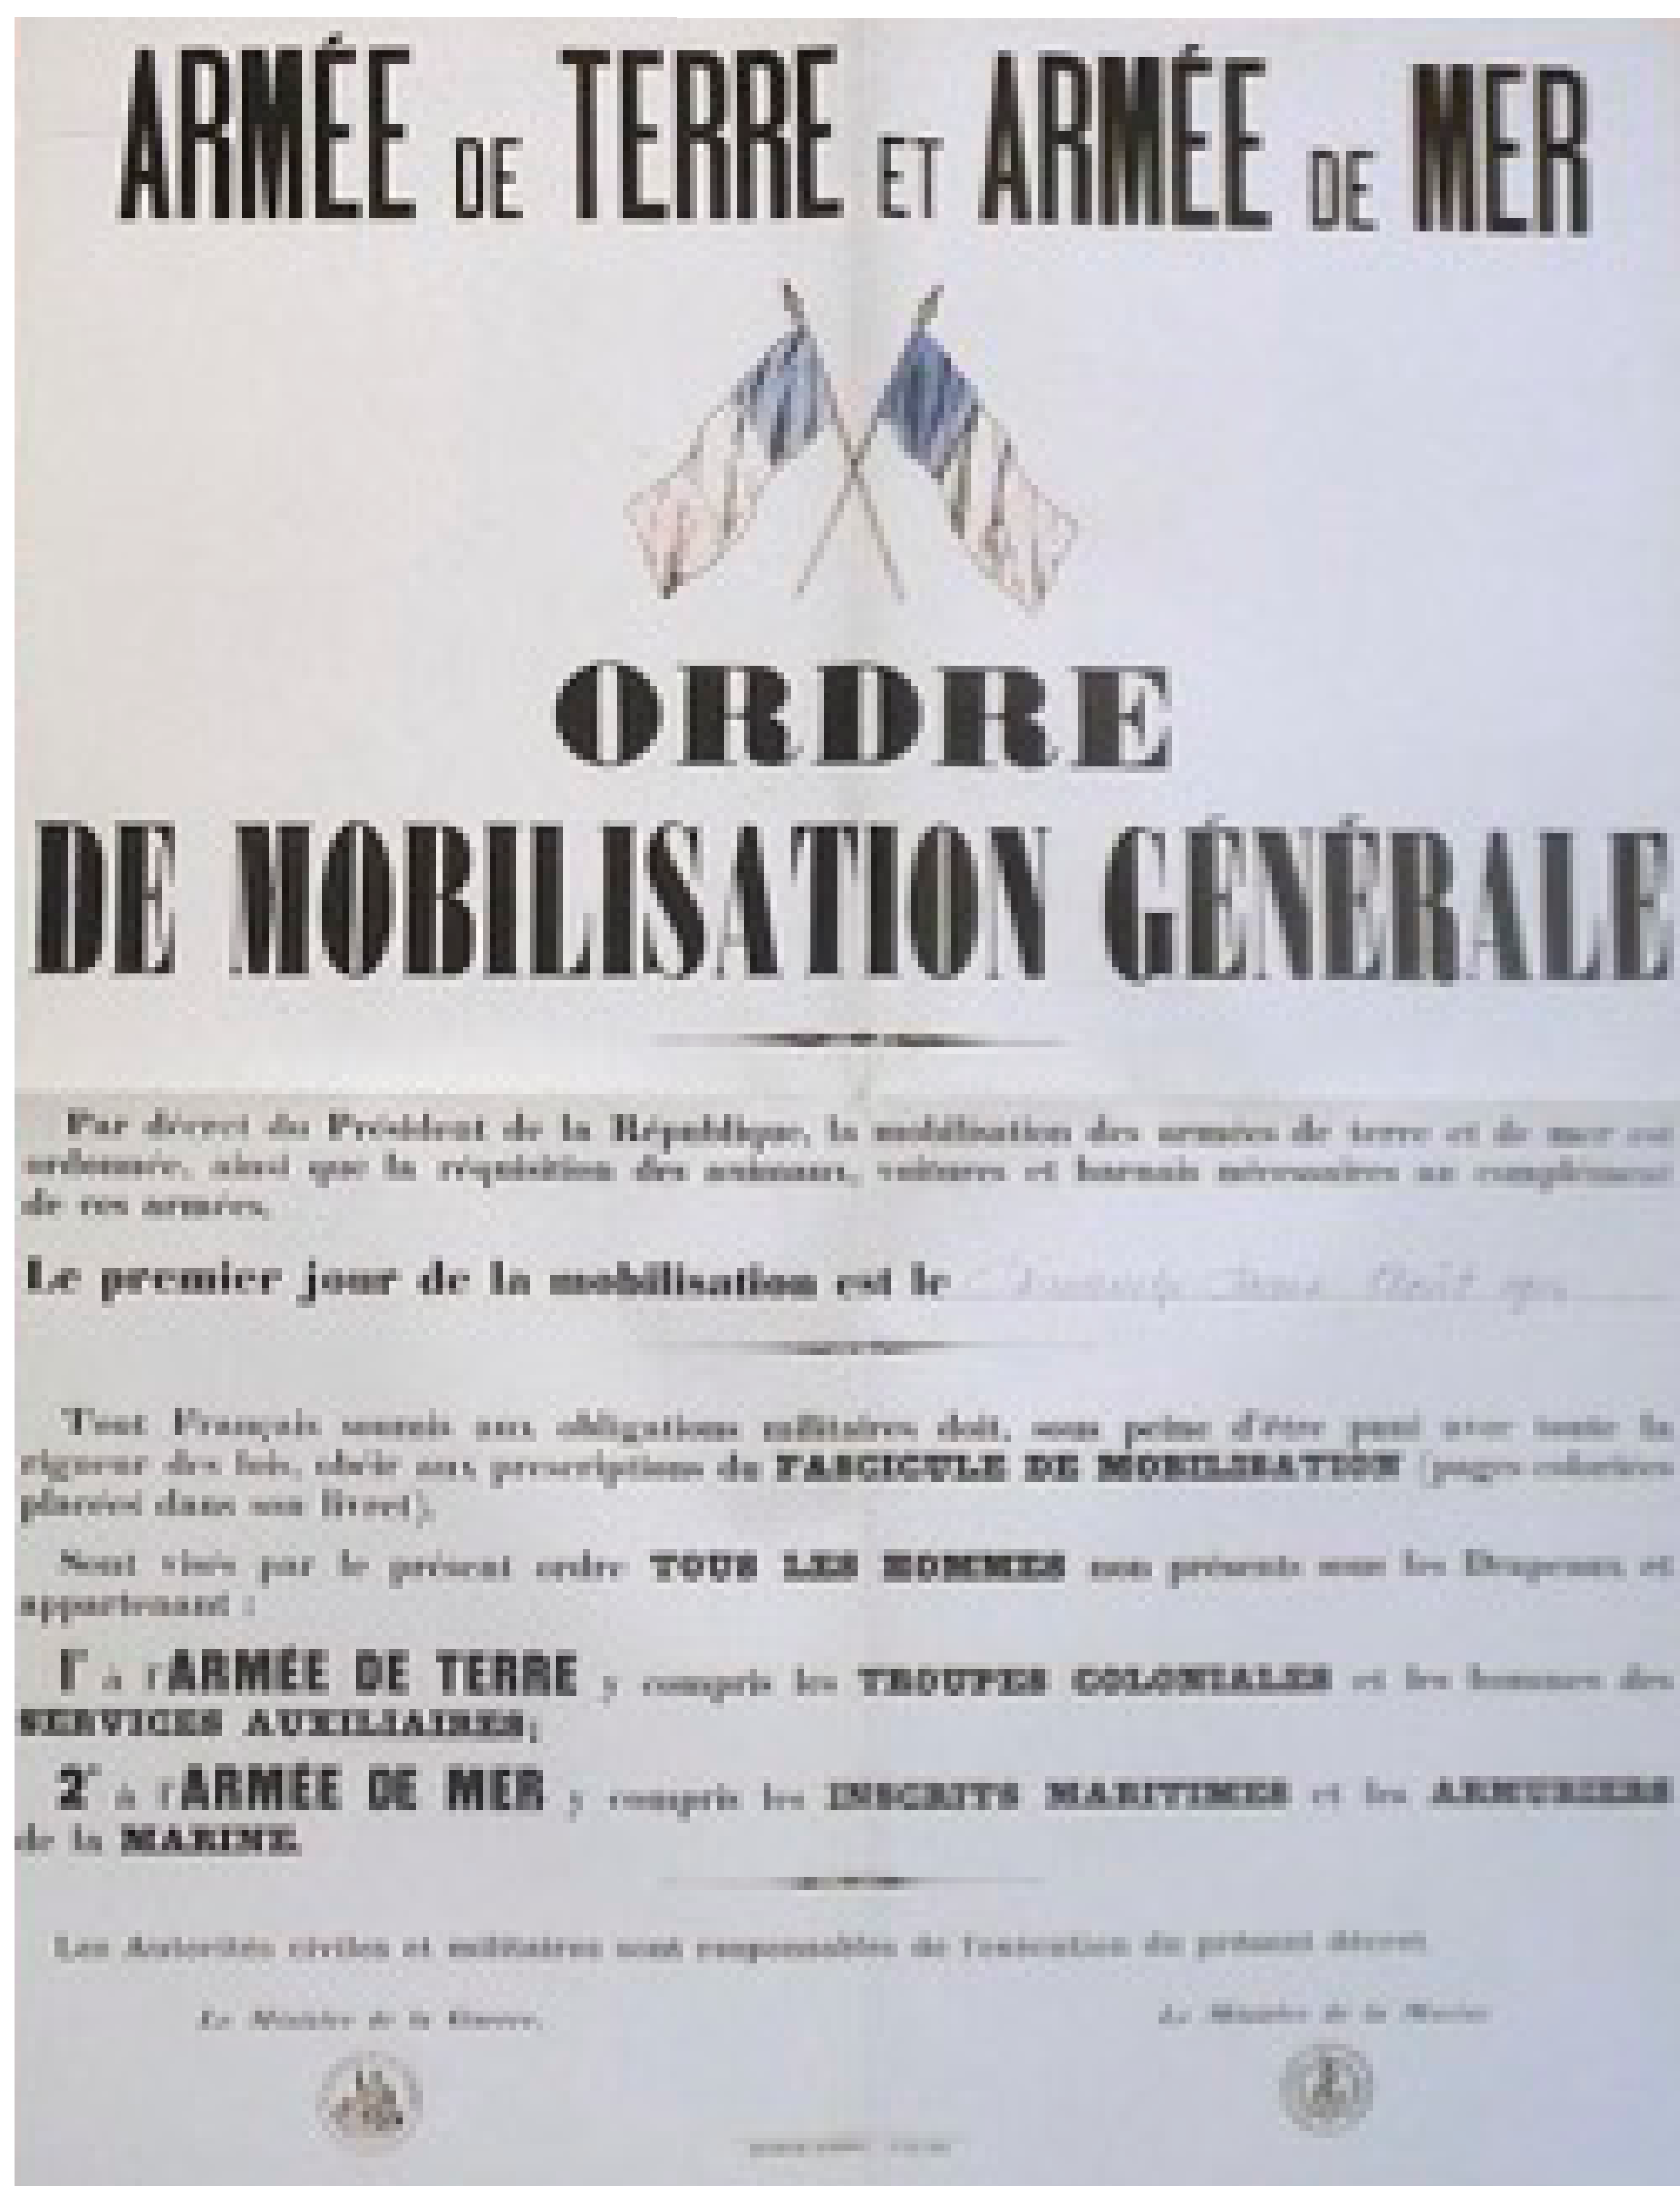 ARMÉE DE TERRE ET ARMÉE DE MER
ORDRE
DE MOBILISATION GÉNÉRALE
Par décret du Président de la République, la mobilisation des armées de terre et de mer est
ordonnée, ainsi que la réquisition des animaux, voitures et harnais nécessaires au complément
de ces armées.
Le premier jour de la mobilisation est le Août
Tout Français soumis aux obligations militaires doit, sous peine d'être puni avec toute la
rigueur des lois, obéir aux prescriptions du FASCICULE DE MOBILISATION (pages coloriées
placées dans son livret).
Sont visés par le présent ordre TOUS LES HOMMES non présents sous les Drapeaux et
appartenant :
1° à l'ARMÉE DE TERRE y compris les TROUPES COLONIALES et les hommes des
SERVICES AUXILIAIRES;
2° à l'ARMÉE DE MER y compris les INSCRITS MARITIMES et les ARMURIERS
de la MARINE.
Les Autorités civiles et militaires sont responsables de l'exécution du présent décret.
Le Ministre de la Guerre, Le Ministre de la Marine